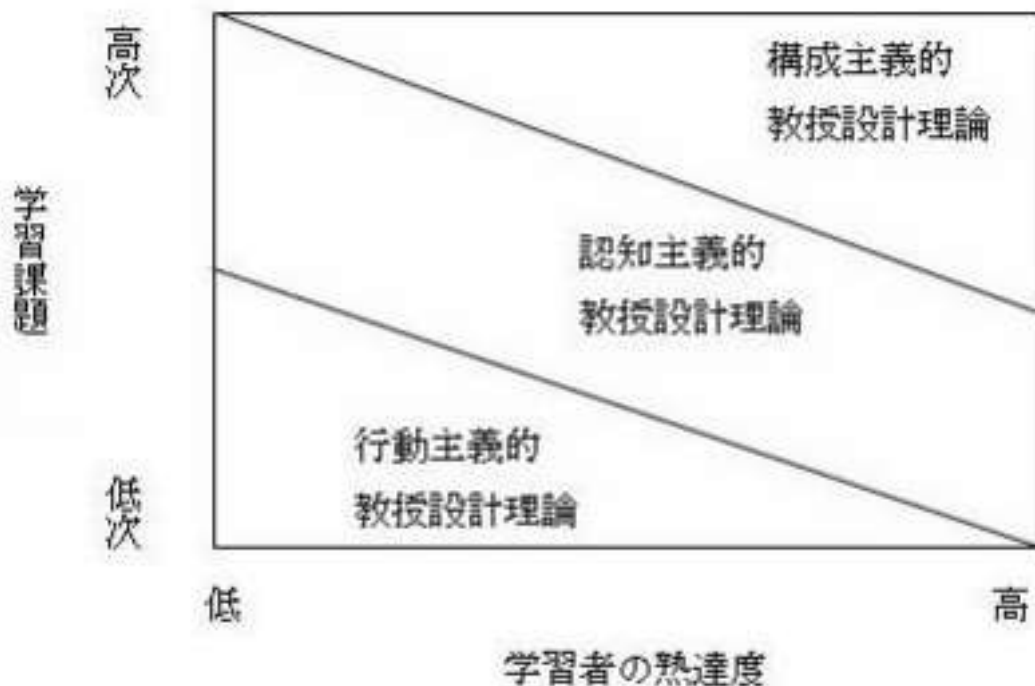 高次
構成主義的
教授設計理論
学習課題
認知主義的
教授設計理論
行動主義的
教授設計理論
低次
低
高
学習者の熟達度